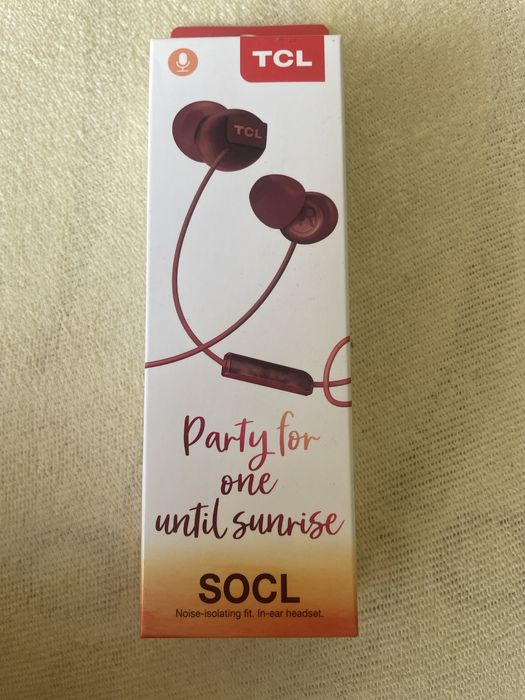 TCL
TCL
R
Party for
one
until sunrise
SOCL
Noise-isolating fit. In-ear headset.